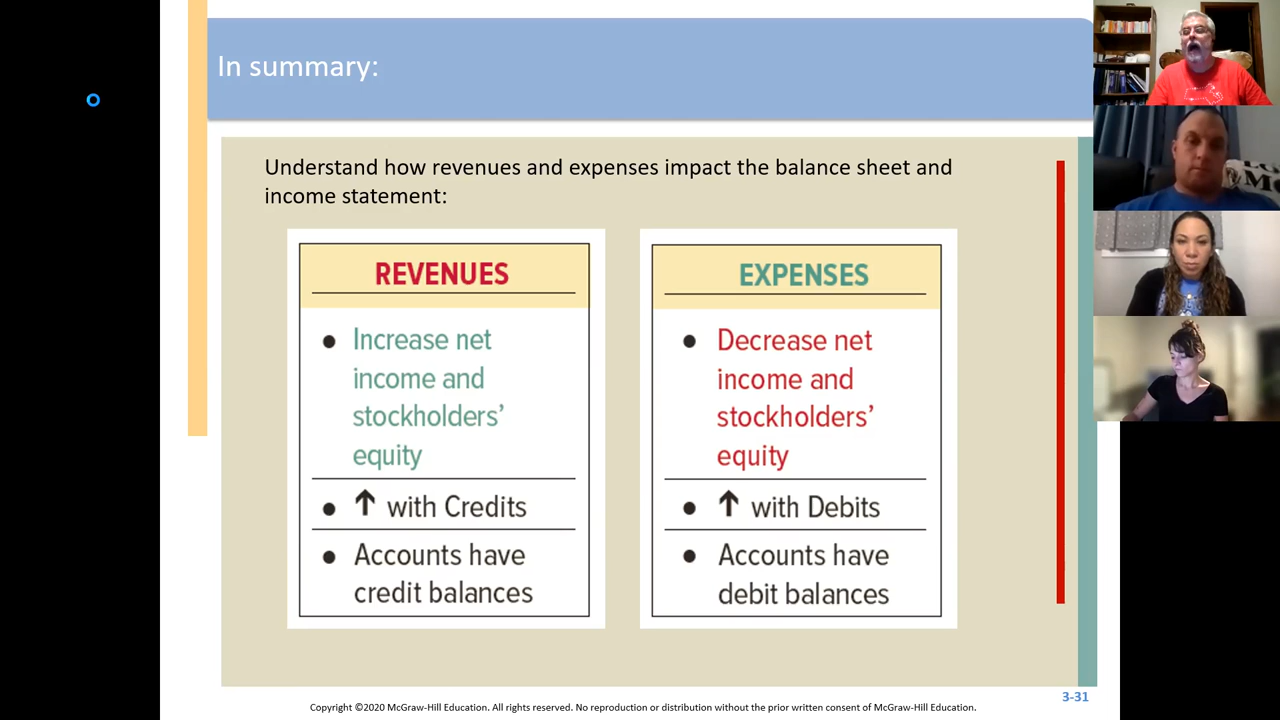 In summary:
Understand how revenues and expenses impact the balance sheet and
income statement:
REVENUES
● Increase net
income and
stockholders’
equity
● ↑ with Credits
● Accounts have
credit balances
EXPENSES
● Decrease net
income and
stockholders’
equity
● ↑ with Debits
● Accounts have
debit balances
3-31
Copyright ©2020 McGraw-Hill Education. All rights reserved. No reproduction or distribution without the prior written consent of McGraw-Hill Education.